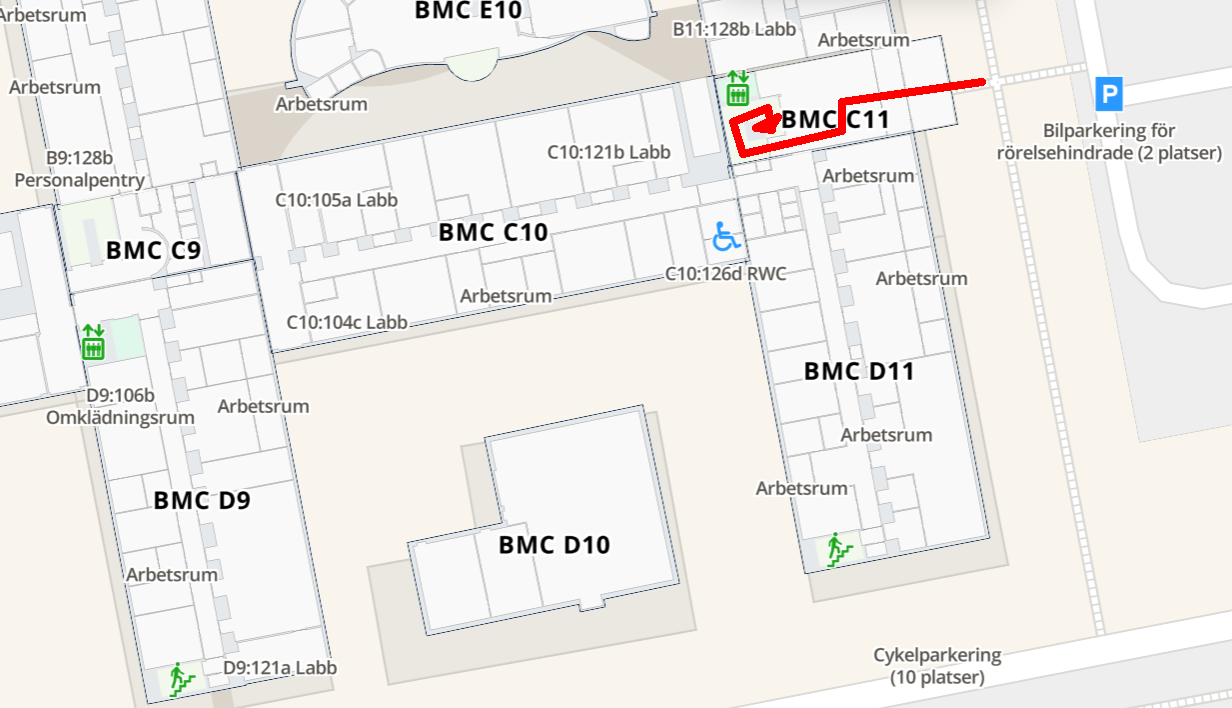 Arbetsrum
BMC E10
B11:128b Labb
Arbetsrum
Arbetsrum
Arbetsrum
P
BMC C11
Bilparkering för
rörelsehindrade (2 platser)
B9:128b
Personalpentry
C10:121b Labb
Arbetsrum
C10:105a Labb
BMC C10
BMC C9
C10:126d RWC
Arbetsrum
Arbetsrum
C10:104c Labb
BMC D11
D9:106b
Omklädningsrum
Arbetsrum
Arbetsrum
Arbetsrum
BMC D9
BMC D10
Arbetsrum
D9:121a Labb
Cykelparkering
(10 platser)